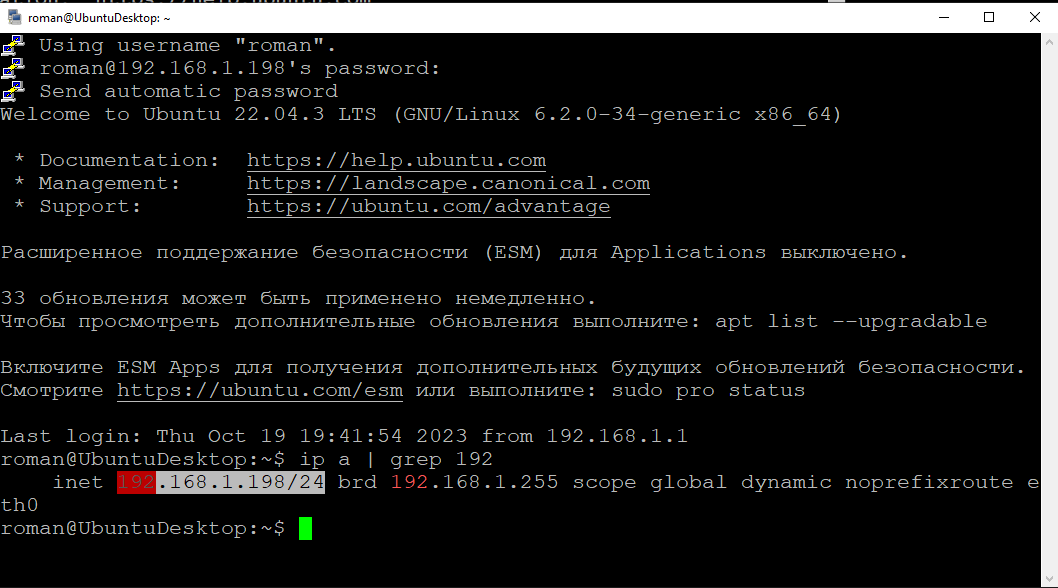 roman@UbuntuDesktop: ~
Using username "roman".
roman@192.168.1.198's password:
Send automatic password
Welcome to Ubuntu 22.04.3 LTS (GNU/Linux 6.2.0-34-generic x86_64)
* Documentation:  https://help.ubuntu.com
* Management:     https://landscape.canonical.com
* Support:        https://ubuntu.com/advantage
Расширенное поддержание безопасности (ESM) для Applications выключено.
33 обновления может быть применено немедленно.
Чтобы просмотреть дополнительные обновления выполните: apt list --upgradable
Включите ESM Apps для получения дополнительных будущих обновлений безопасности.
Смотрите https://ubuntu.com/esm или выполните: sudo pro status
Last login: Thu Oct 19 19:41:54 2023 from 192.168.1.1
roman@UbuntuDesktop:~$ ip a | grep 192
inet 192.168.1.198/24 brd 192.168.1.255 scope global dynamic noprefixroute e
th0
roman@UbuntuDesktop:~$